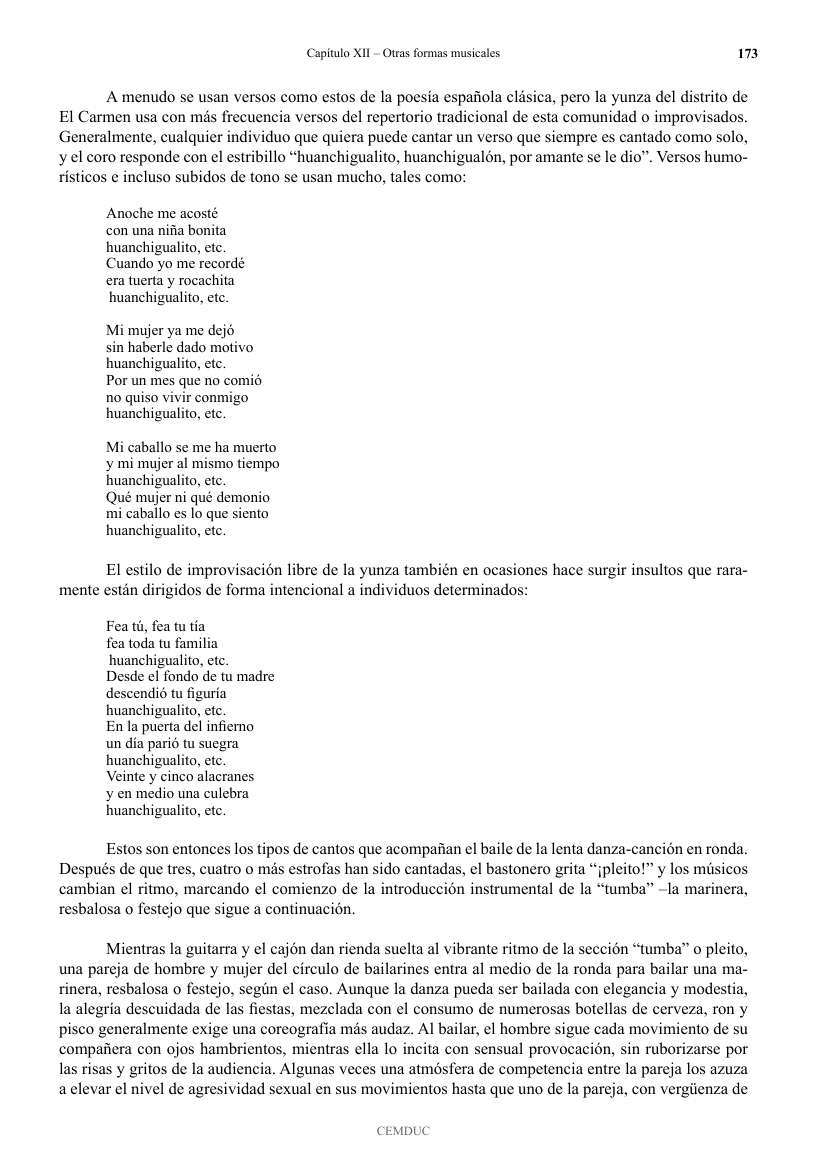 Capítulo XII – Otras formas musicales
173
A menudo se usan versos como estos de la poesía española clásica, pero la yunza del distrito de
El Carmen usa con más frecuencia versos del repertorio tradicional de esta comunidad o improvisados.
Generalmente, cualquier individuo que quiera puede cantar un verso que siempre es cantado como solo,
y el coro responde con el estribillo “huanchigualito, huanchigualón, por amante se le dio”. Versos humo-
rísticos e incluso subidos de tono se usan mucho, tales como:
Anoche me acosté
con una niña bonita
huanchigualito, etc.
Cuando yo me recordé
era tuerta y rocachita
huanchigualito, etc.
Mi mujer ya me dejó
sin haberle dado motivo
huanchigualito, etc.
Por un mes que no comió
no quiso vivir conmigo
huanchigualito, etc.
Mi caballo se me ha muerto
y mi mujer al mismo tiempo
huanchigualito, etc.
Qué mujer ni qué demonio
mi caballo es lo que siento
huanchigualito, etc.
El estilo de improvisación libre de la yunza también en ocasiones hace surgir insultos que rara-
mente están dirigidos de forma intencional a individuos determinados:
Fea tú, fea tu tía
fea toda tu familia
huanchigualito, etc.
Desde el fondo de tu madre
descendió tu figuría
huanchigualito, etc.
En la puerta del infierno
un día parió tu suegra
huanchigualito, etc.
Veinte y cinco alacranes
y en medio una culebra
huanchigualito, etc.
Estos son entonces los tipos de cantos que acompañan el baile de la lenta danza-canción en ronda.
Después de que tres, cuatro o más estrofas han sido cantadas, el bastonero grita “¡pleito!” y los músicos
cambian el ritmo, marcando el comienzo de la introducción instrumental de la “tumba” –la marinera,
resbalosa o festejo que sigue a continuación.
Mientras la guitarra y el cajón dan rienda suelta al vibrante ritmo de la sección “tumba” o pleito,
una pareja de hombre y mujer del círculo de bailarines entra al medio de la ronda para bailar una ma-
rinera, resbalosa o festejo, según el caso. Aunque la danza pueda ser bailada con elegancia y modestia,
la alegría descuidada de las fiestas, mezclada con el consumo de numerosas botellas de cerveza, ron y
pisco generalmente exige una coreografía más audaz. Al bailar, el hombre sigue cada movimiento de su
compañera con ojos hambrientos, mientras ella lo incita con sensual provocación, sin ruborizarse por
las risas y gritos de la audiencia. Algunas veces una atmósfera de competencia entre la pareja los azuza
a elevar el nivel de agresividad sexual en sus movimientos hasta que uno de la pareja, con vergüenza de
CEMDUC